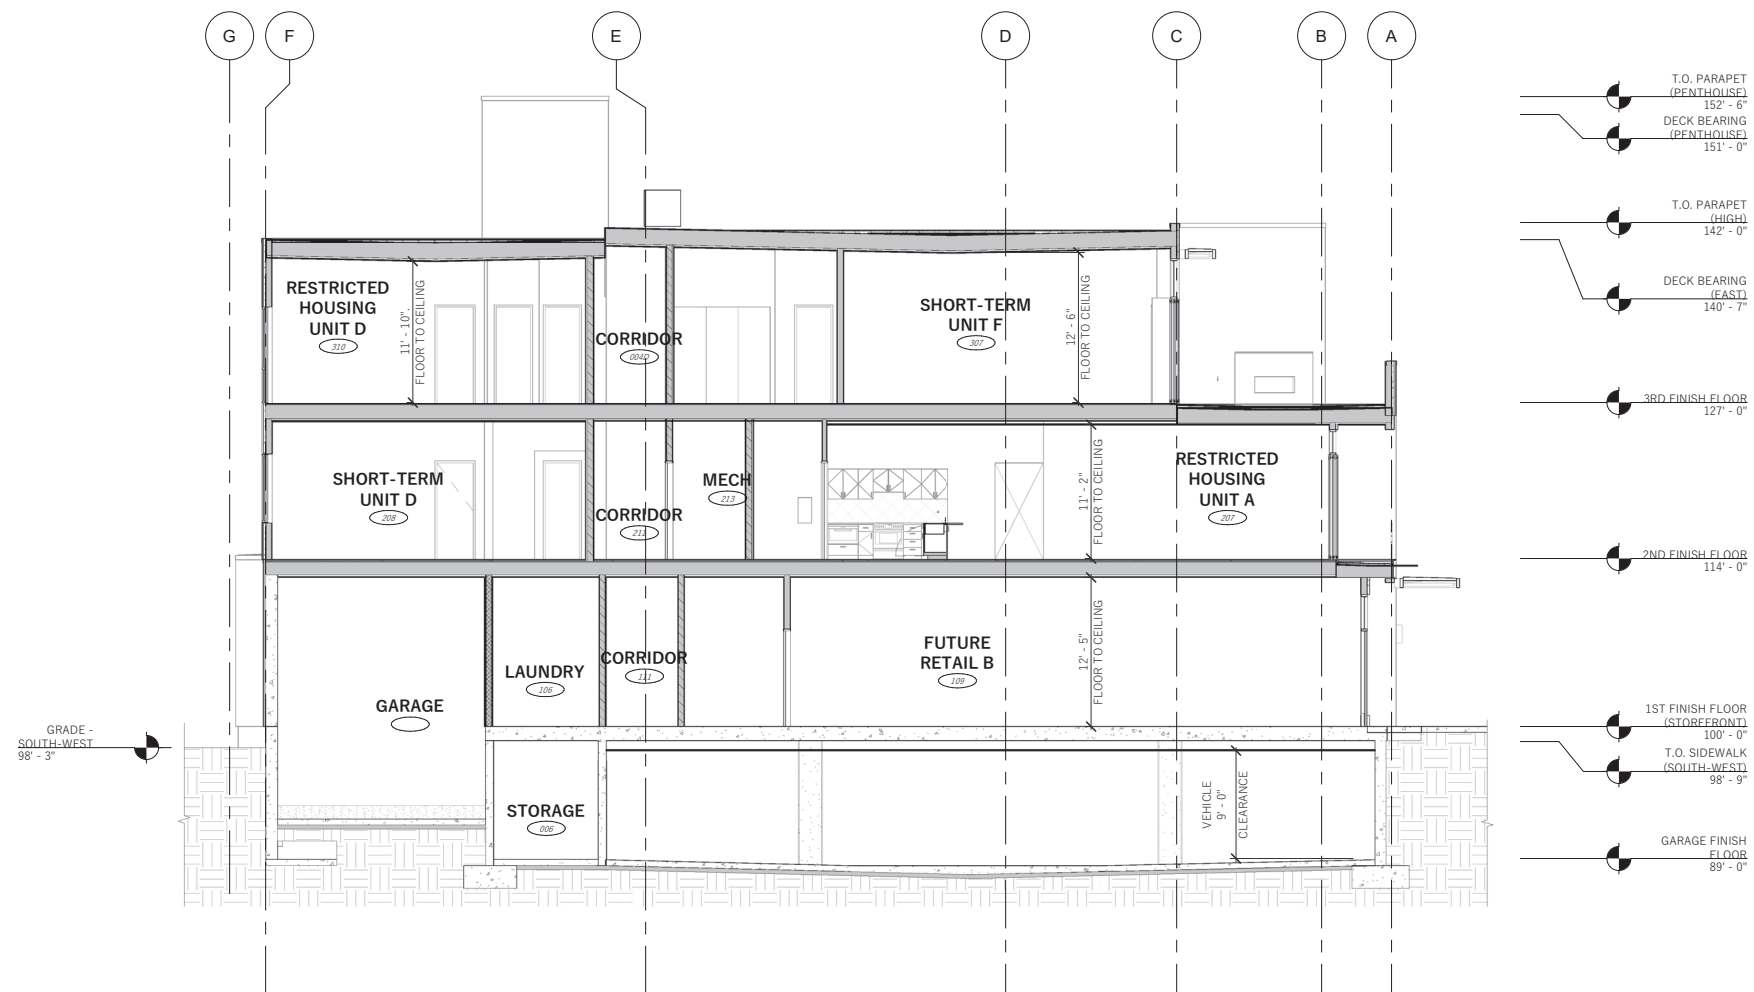 G
F
E
D
C
B
A
T.O. PARAPET
(PENTHOUSE)
152' - 6"
DECK BEARING
(PENTHOUSE)
151' - 0"
T.O. PARAPET
(HIGH)
142' - 0"
DECK BEARING
(EAST)
140' - 7"
3RD FINISH FLOOR
127' - 0"
2ND FINISH FLOOR
114' - 0"
1ST FINISH FLOOR
(STOREFRONT)
100' - 0"
T.O. SIDEWALK
(SOUTH-WEST)
98' - 9"
GARAGE FINISH
FLOOR
89' - 0"
RESTRICTED
HOUSING
UNIT D
310
11' - 10"
FLOOR TO CEILING
CORRIDOR
SHORT-TERM
UNIT F
307
12' - 6"
FLOOR TO CEILING
SHORT-TERM
UNIT D
208
CORRIDOR
211
MECH
213
11' - 2"
FLOOR TO CEILING
RESTRICTED
HOUSING
UNIT A
207
GARAGE
LAUNDRY
106
CORRIDOR
111
FUTURE
RETAIL B
109
12' - 5"
FLOOR TO CEILING
GRADE -
SOUTH-WEST
98' - 3"
STORAGE
006
VEHICLE
9' - 0"
CLEARANCE